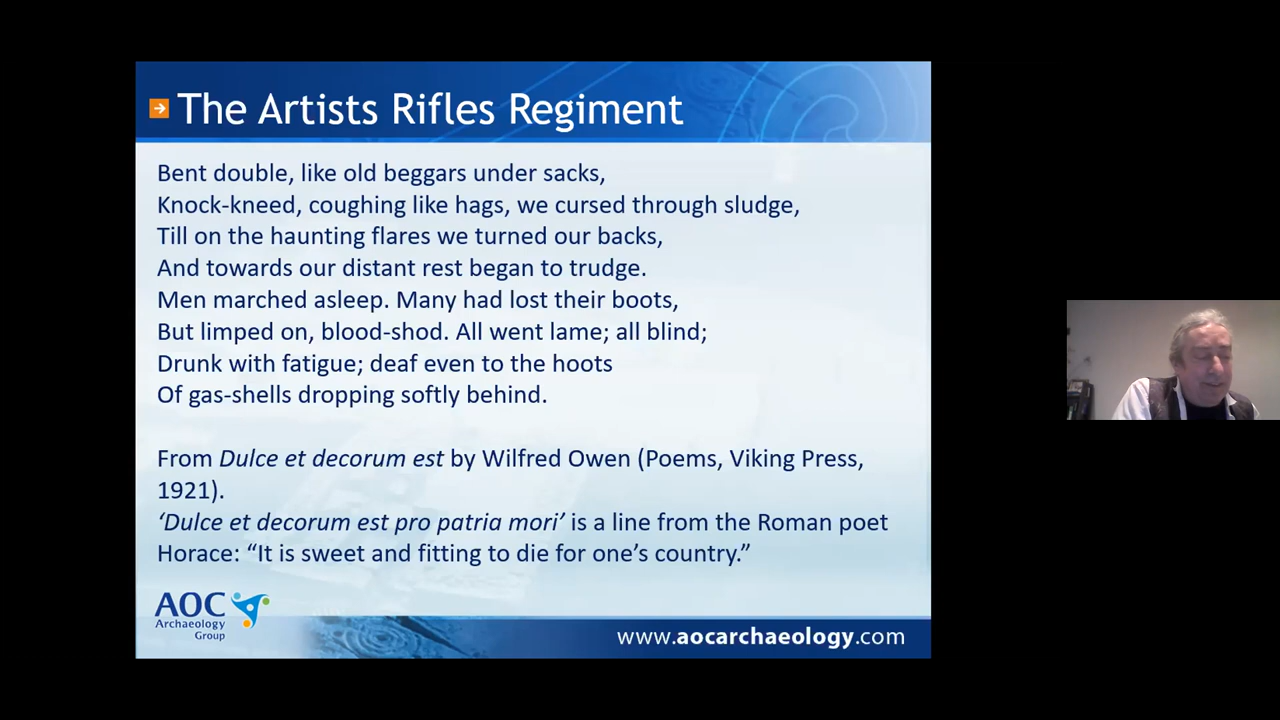 The Artists Rifles Regiment
Bent double, like old beggars under sacks,
Knock-kneed, coughing like hags, we cursed through sludge,
Till on the haunting flares we turned our backs,
And towards our distant rest began to trudge.
Men marched asleep. Many had lost their boots,
But limped on, blood-shod. All went lame; all blind;
Drunk with fatigue; deaf even to the hoots
Of gas-shells dropping softly behind.
From Dulce et decorum est by Wilfred Owen (Poems, Viking Press,
1921).
‘Dulce et decorum est pro patria mori’ is a line from the Roman poet
Horace: “It is sweet and fitting to die for one’s country.”
AOC
Archaeology
Group
www.aocarchaeology.com